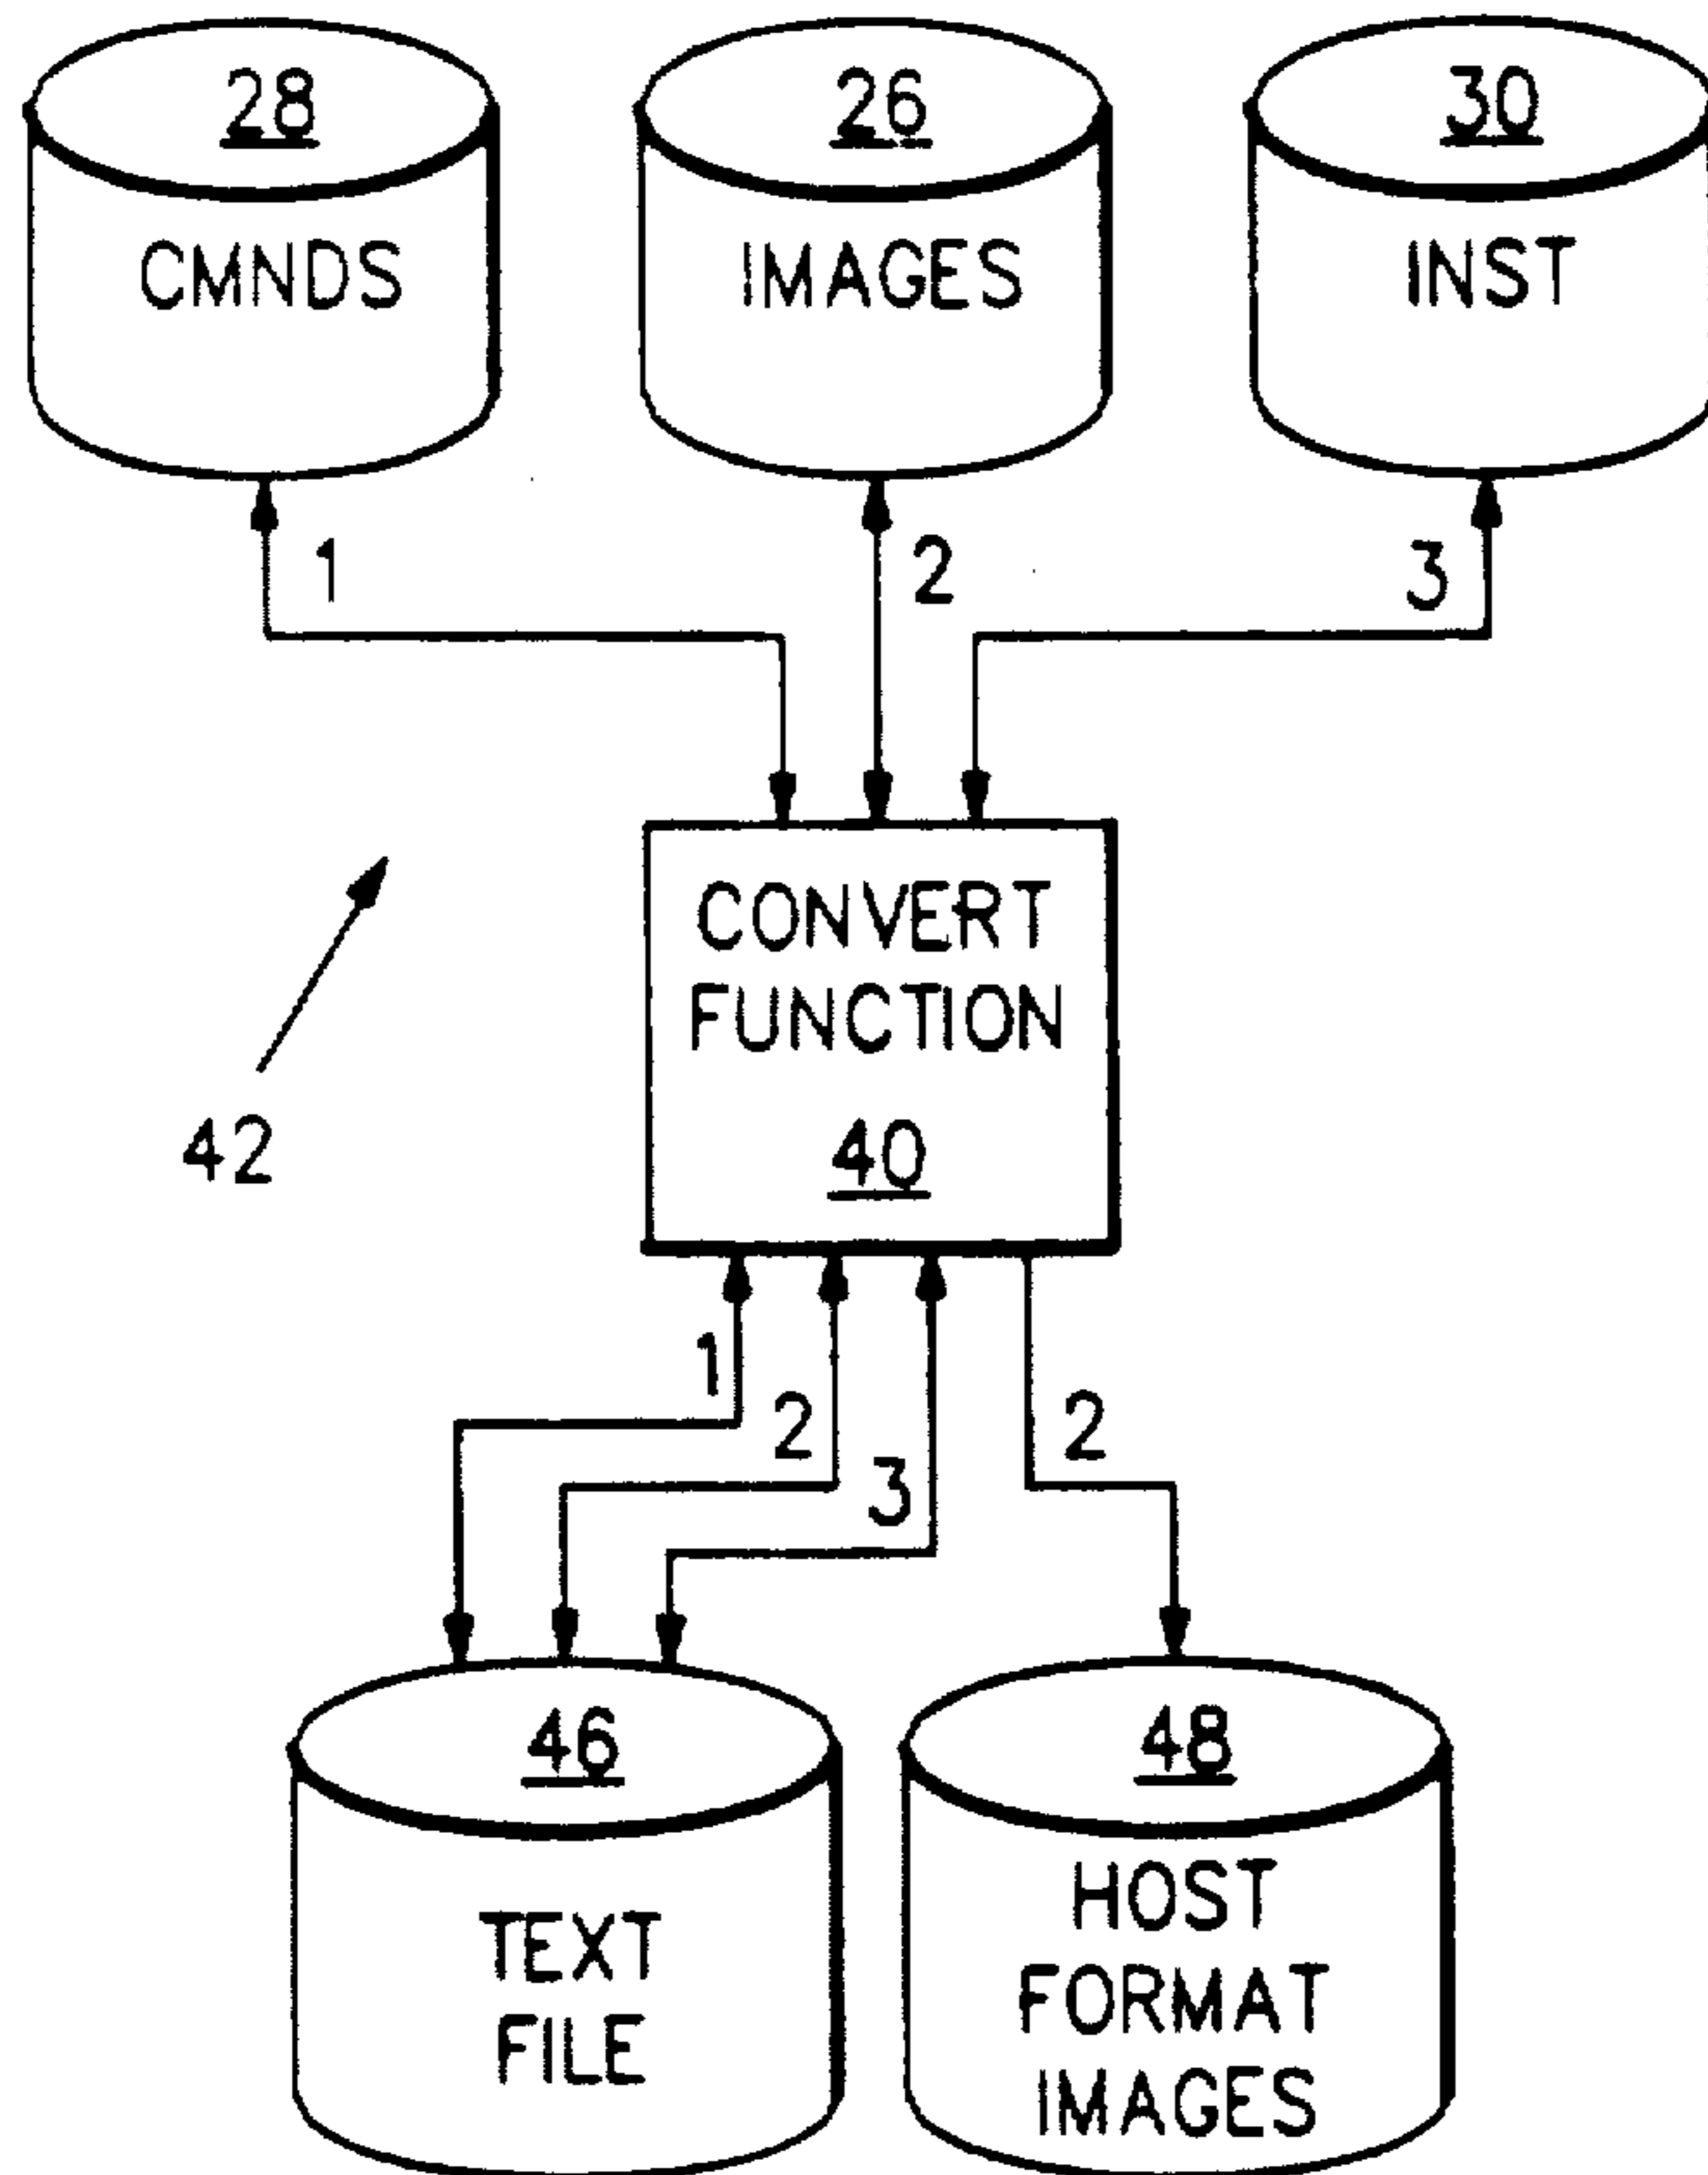 28
26
30
CMNDS
IMAGES
INST
1
2
3
CONVERT
FUNCTION
40
42
1
2
3
2
46
48
TEXT
FILE
HOST
FORMAT
IMAGES